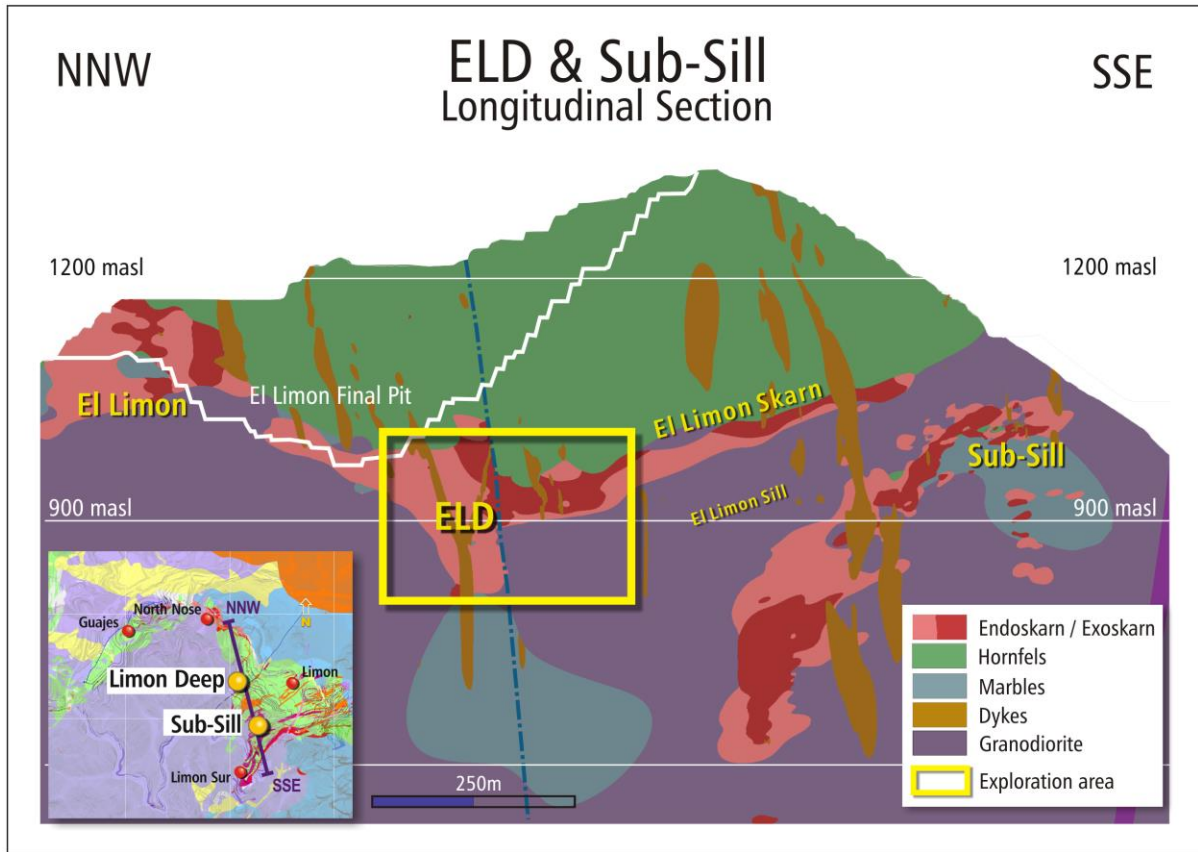 NNW
ELD & Sub-Sill
Longitudinal Section
SSE
1200 masl
1200 masl
El Limon
El Limon Final Pit
El Limon Skarn
Sub-Sill
El Limon Sill
ELD
900 masl
900 masl
North Nose
NNW
N
Guajes
Limon Deep
Limon
Sub-Sill
Limon Sur
SSE
250m
Endoskarn / Exoskarn
Hornfels
Marbles
Dykes
Granodiorite
Exploration area